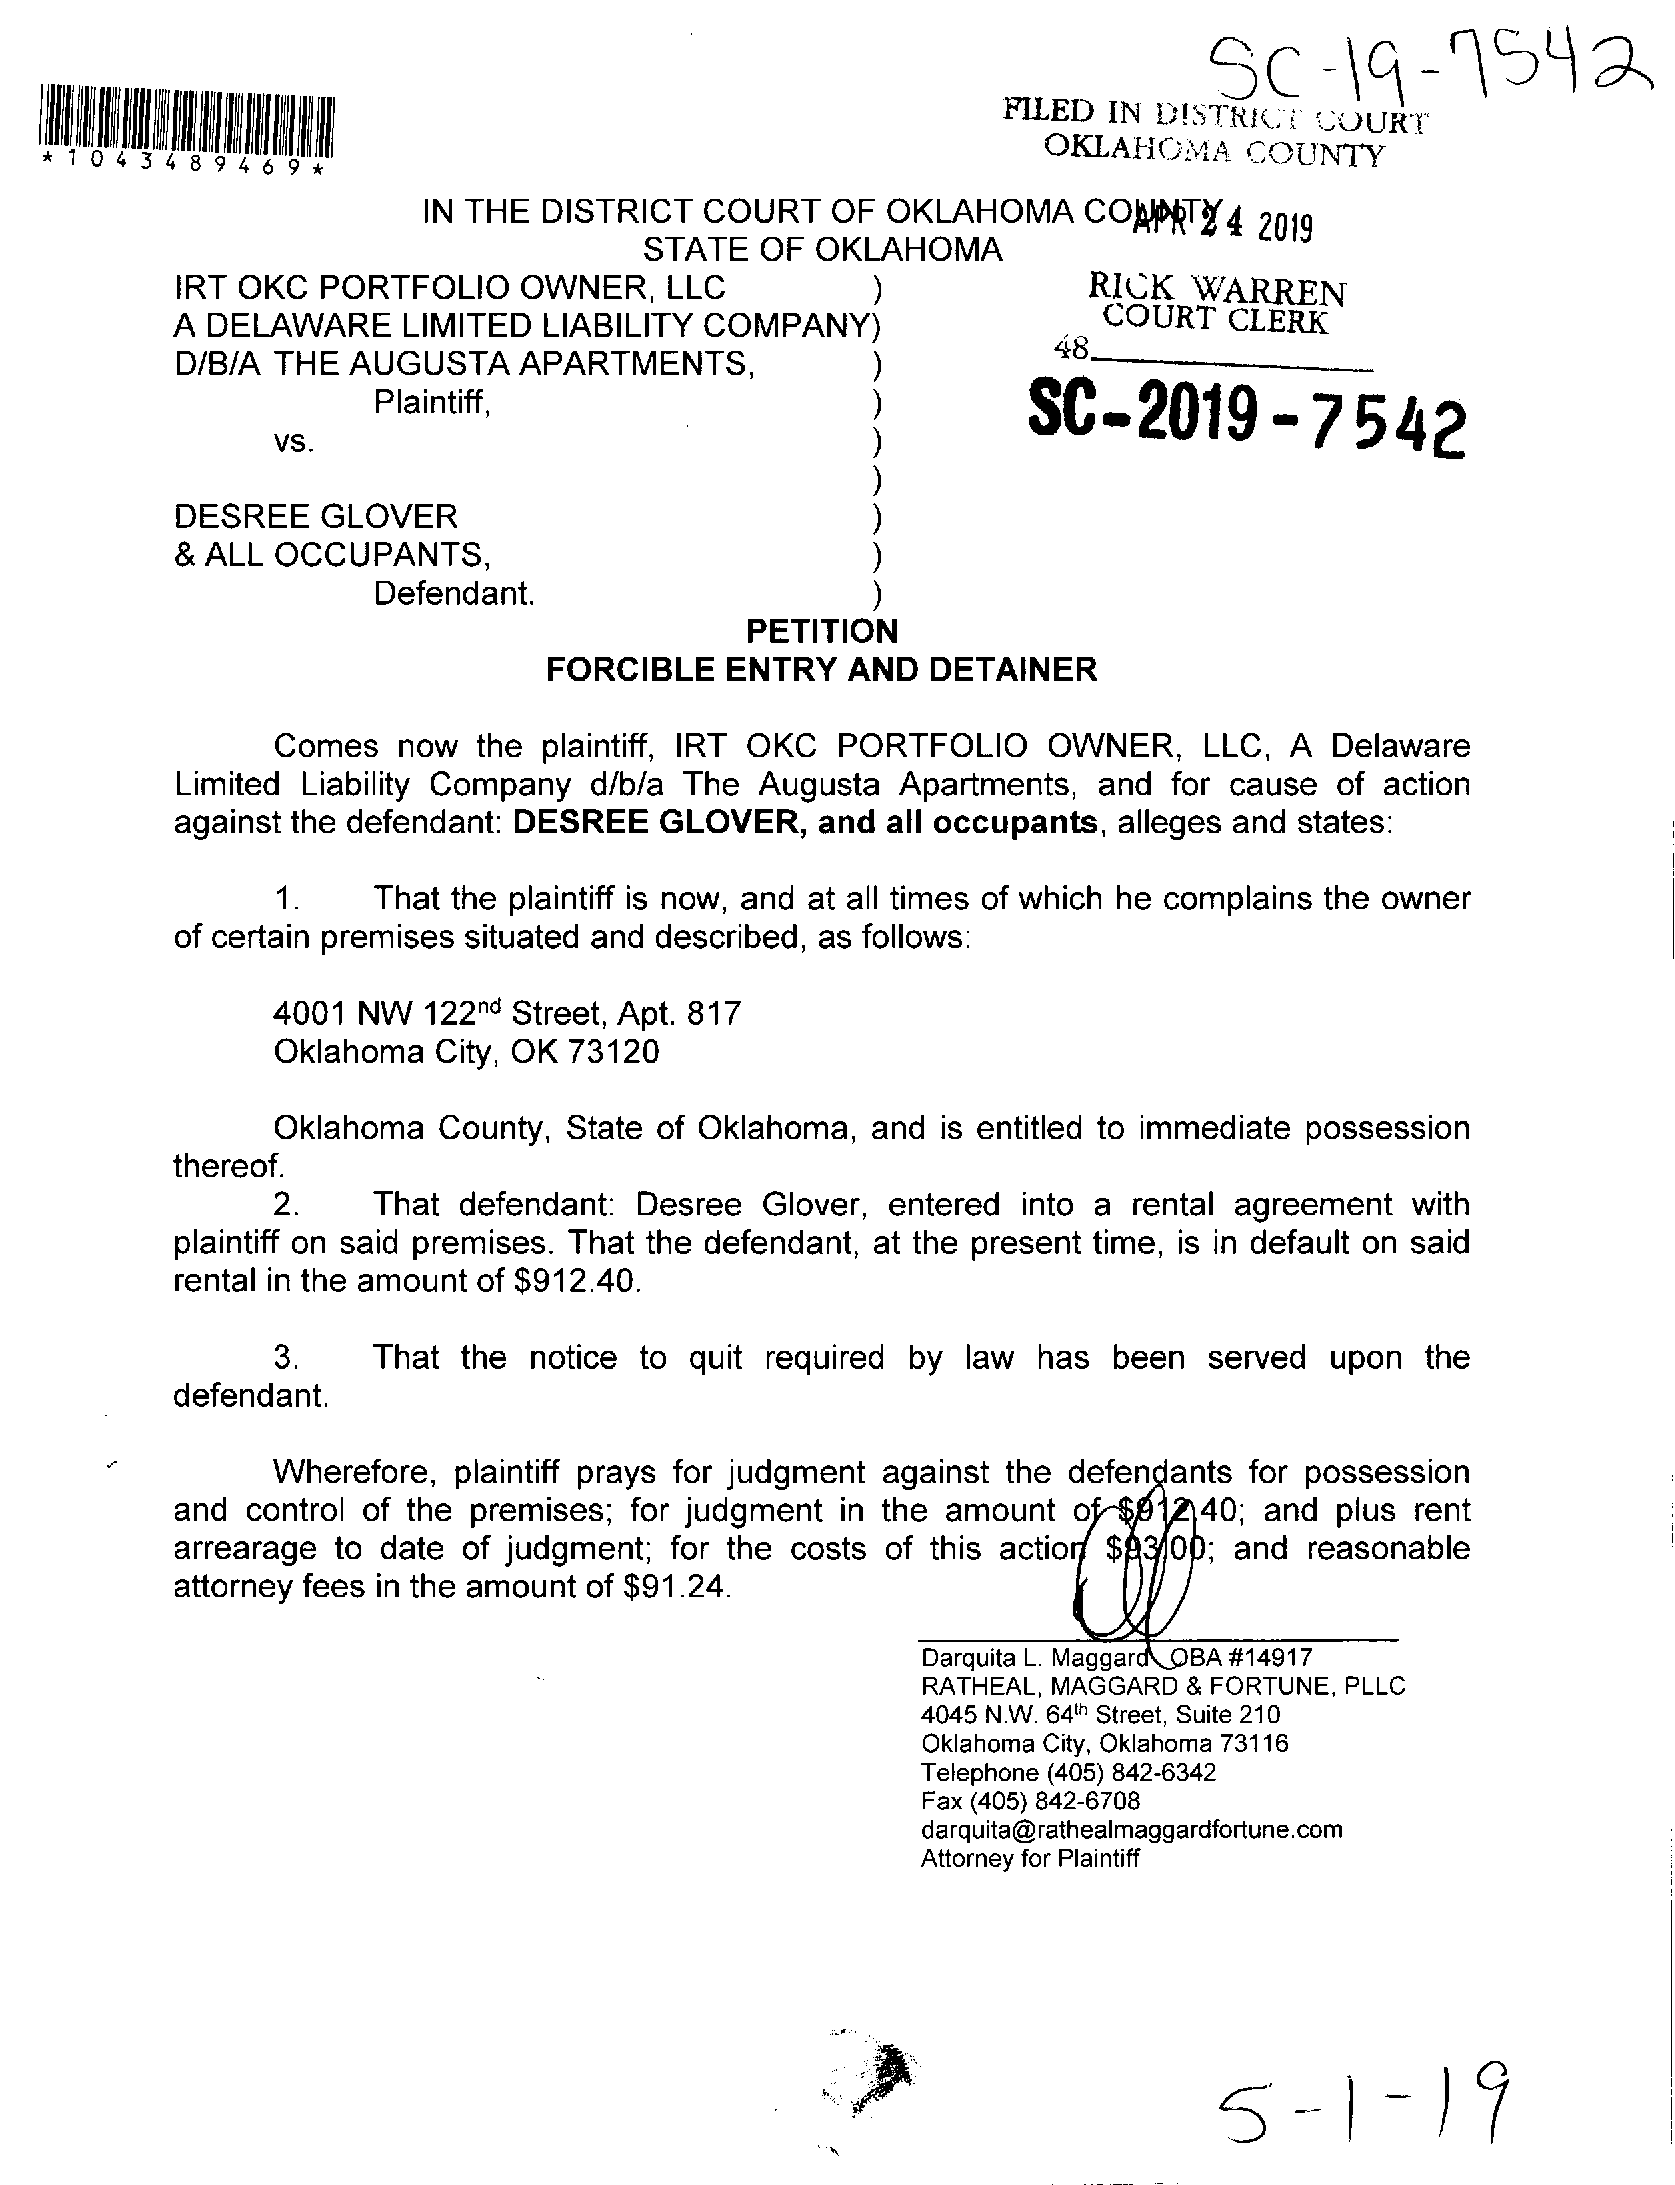 SC-19-7542
FILED IN DISTRICT COURT
OKLAHOMA COUNTY
*1043489469*
IN THE DISTRICT COURT OF OKLAHOMA COUNTY
APR 24 2019
STATE OF OKLAHOMA
IRT OKC PORTFOLIO OWNER, LLC )
RICK WARREN
A DELAWARE LIMITED LIABILITY COMPANY)
COURT CLERK
D/B/A THE AUGUSTA APARTMENTS, )
48
Plaintiff, )
SC-2019-7542
vs. )
)
DESREE GLOVER )
& ALL OCCUPANTS, )
Defendant. )
PETITION
FORCIBLE ENTRY AND DETAINER
Comes now the plaintiff, IRT OKC PORTFOLIO OWNER, LLC, A Delaware
Limited Liability Company d/b/a The Augusta Apartments, and for cause of action
against the defendant: DESREE GLOVER, and all occupants, alleges and states:
1. That the plaintiff is now, and at all times of which he complains the owner
of certain premises situated and described, as follows:
4001 NW 122nd Street, Apt. 817
Oklahoma City, OK 73120
Oklahoma County, State of Oklahoma, and is entitled to immediate possession
thereof.
2. That defendant: Desree Glover, entered into a rental agreement with
plaintiff on said premises. That the defendant, at the present time, is in default on said
rental in the amount of $912.40.
3. That the notice to quit required by law has been served upon the
defendant.
Wherefore, plaintiff prays for judgment against the defendants for possession
and control of the premises; for judgment in the amount of $912.40; and plus rent
arrearage to date of judgment; for the costs of this action $93.00; and reasonable
attorney fees in the amount of $91.24.
Darquita L. Maggard OBA #14917
RATHEAL, MAGGARD & FORTUNE, PLLC
4045 N.W. 64th Street, Suite 210
Oklahoma City, Oklahoma 73116
Telephone (405) 842-6342
Fax (405) 842-6708
darquita@rathealmaggardfortune.com
Attorney for Plaintiff
5-1-19